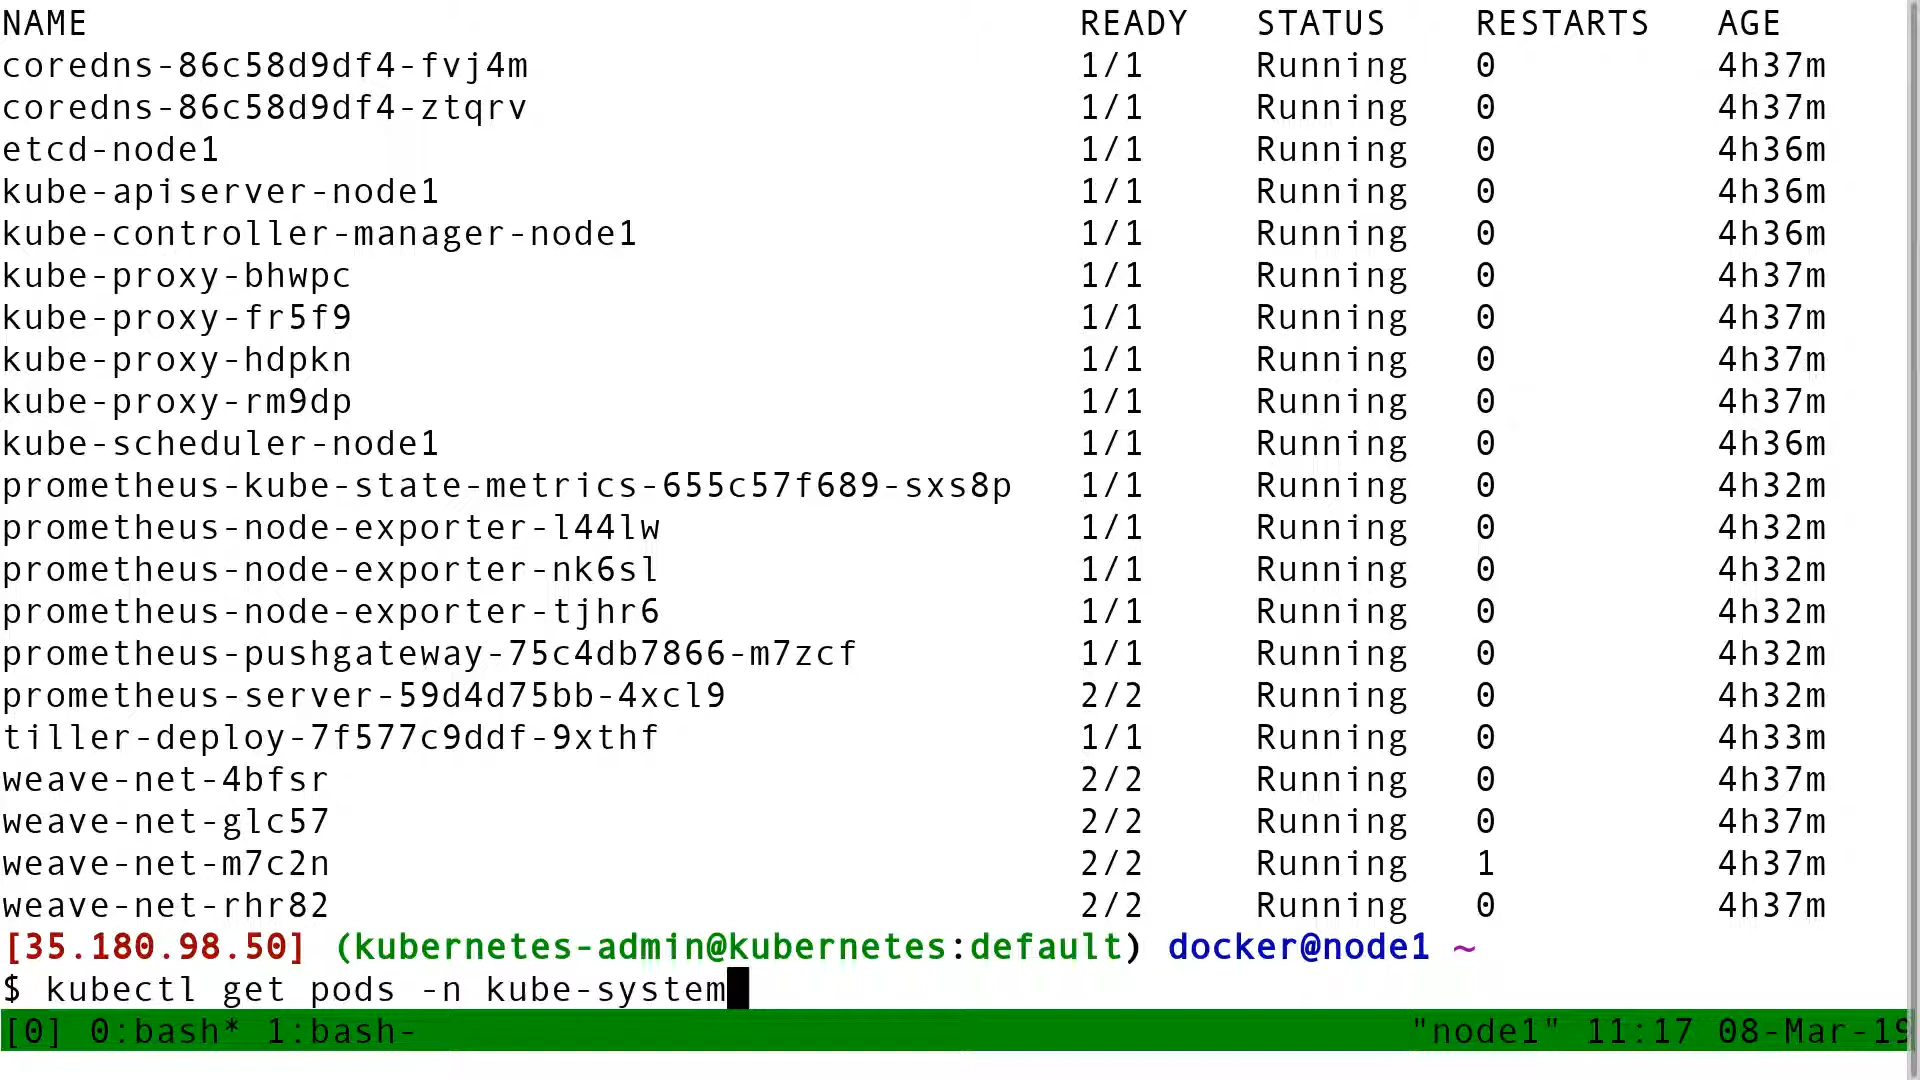 NAME READY STATUS RESTARTS AGE
coredns-86c58d9df4-fvj4m 1/1 Running 0 4h37m
coredns-86c58d9df4-ztqrv 1/1 Running 0 4h37m
etcd-node1 1/1 Running 0 4h36m
kube-apiserver-node1 1/1 Running 0 4h36m
kube-controller-manager-node1 1/1 Running 0 4h36m
kube-proxy-bhwpc 1/1 Running 0 4h37m
kube-proxy-fr5f9 1/1 Running 0 4h37m
kube-proxy-hdpkn 1/1 Running 0 4h37m
kube-proxy-rm9dp 1/1 Running 0 4h37m
kube-scheduler-node1 1/1 Running 0 4h36m
prometheus-kube-state-metrics-655c57f689-sxs8p 1/1 Running 0 4h32m
prometheus-node-exporter-l44lw 1/1 Running 0 4h32m
prometheus-node-exporter-nk6sl 1/1 Running 0 4h32m
prometheus-node-exporter-tjhr6 1/1 Running 0 4h32m
prometheus-pushgateway-75c4db7866-m7zcf 1/1 Running 0 4h32m
prometheus-server-59d4d75bb-4xcl9 2/2 Running 0 4h32m
tiller-deploy-7f577c9ddf-9xthf 1/1 Running 0 4h33m
weave-net-4bfsr 2/2 Running 0 4h37m
weave-net-glc57 2/2 Running 0 4h37m
weave-net-m7c2n 2/2 Running 1 4h37m
weave-net-rhr82 2/2 Running 0 4h37m
[35.180.98.50] (kubernetes-admin@kubernetes:default) docker@node1 ~
$ kubectl get pods -n kube-system
[0] 0:bash* 1:bash- "node1" 11:17 08-Mar-19